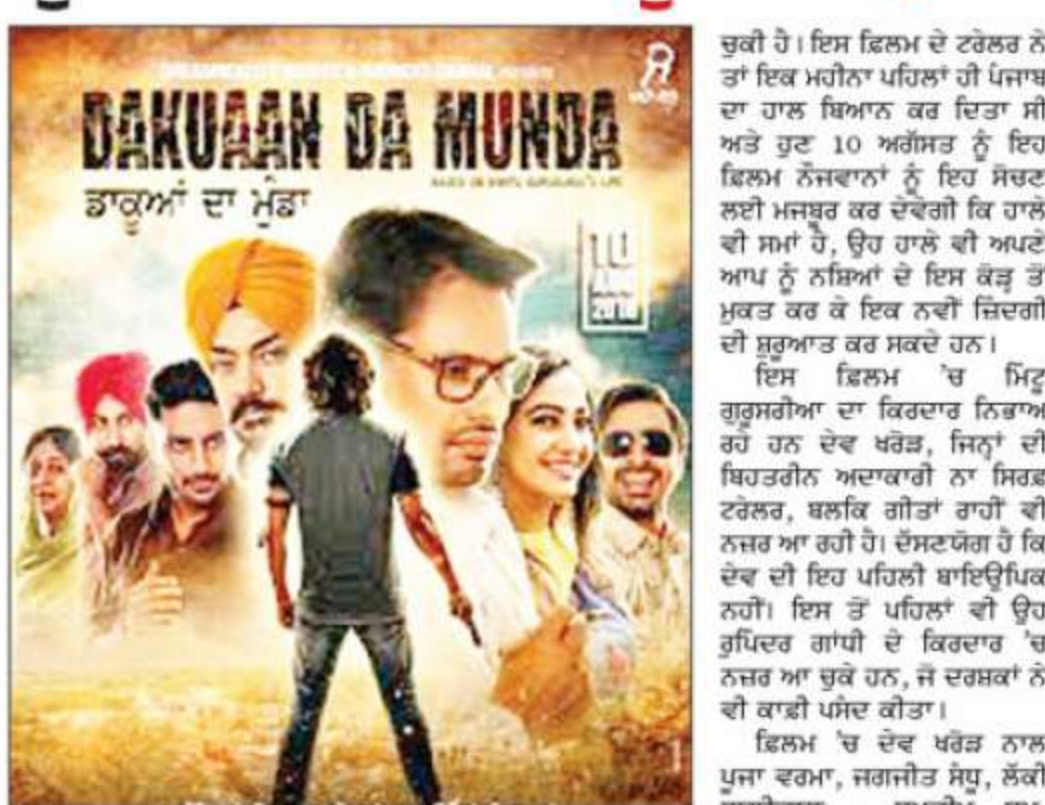 DAKUAAN DA MUNDA
ਡਾਕੂਆਂ ਦਾ ਮੁੰਡਾ
ਚੁਕੀ ਹੈ। ਇਸ ਫ਼ਿਲਮ ਦੇ ਟਰੇਲਰ ਨੇ
ਤਾਂ ਇਕ ਮਹੀਨਾ ਪਹਿਲਾਂ ਹੀ ਪੰਜਾਬ
ਦਾ ਹਾਲ ਬਿਆਨ ਕਰ ਦਿਤਾ ਸੀ
ਅਤੇ ਹੁਣ 10 ਅਗੱਸਤ ਨੂੰ ਇਹ
ਫ਼ਿਲਮ ਨੌਜਵਾਨਾਂ ਨੂੰ ਇਹ ਸੋਚਣ
ਲਈ ਮਜਬੂਰ ਕਰ ਦੇਵੇਗੀ ਕਿ ਹਾਲੇ
ਵੀ ਸਮਾਂ ਹੈ, ਉਹ ਹਾਲੇ ਵੀ ਅਪਣੇ
ਆਪ ਨੂੰ ਨਸ਼ਿਆਂ ਦੇ ਇਸ ਕੋੜ੍ਹ ਤੋਂ
ਮੁਕਤ ਕਰ ਕੇ ਇਕ ਨਵੀਂ ਜ਼ਿੰਦਗੀ
ਦੀ ਸ਼ੁਰੂਆਤ ਕਰ ਸਕਦੇ ਹਨ।
ਇਸ ਫ਼ਿਲਮ 'ਚ ਮਿੰਟੂ
ਗੁਰੂਸਰੀਆ ਦਾ ਕਿਰਦਾਰ ਨਿਭਾਅ
ਰਹੇ ਹਨ ਦੇਵ ਖਰੋੜ, ਜਿਨ੍ਹਾਂ ਦੀ
ਬਿਹਤਰੀਨ ਅਦਾਕਾਰੀ ਨਾ ਸਿਰਫ਼
ਟਰੇਲਰ, ਬਲਕਿ ਗੀਤਾਂ ਰਾਹੀਂ ਵੀ
ਨਜ਼ਰ ਆ ਰਹੀ ਹੈ। ਦੱਸਣਯੋਗ ਹੈ ਕਿ
ਦੇਵ ਦੀ ਇਹ ਪਹਿਲੀ ਬਾਇਉਪਿਕ
ਨਹੀਂ। ਇਸ ਤੋਂ ਪਹਿਲਾਂ ਵੀ ਉਹ
ਰੁਪਿੰਦਰ ਗਾਂਧੀ ਦੇ ਕਿਰਦਾਰ 'ਚ
ਨਜ਼ਰ ਆ ਚੁਕੇ ਹਨ, ਜੋ ਦਰਸ਼ਕਾਂ ਨੇ
ਵੀ ਕਾਫ਼ੀ ਪਸੰਦ ਕੀਤਾ।
ਫ਼ਿਲਮ 'ਚ ਦੇਵ ਖਰੋੜ ਨਾਲ
ਪੂਜਾ ਵਰਮਾ, ਜਗਜੀਤ ਸੰਧੂ, ਲੱਕੀ